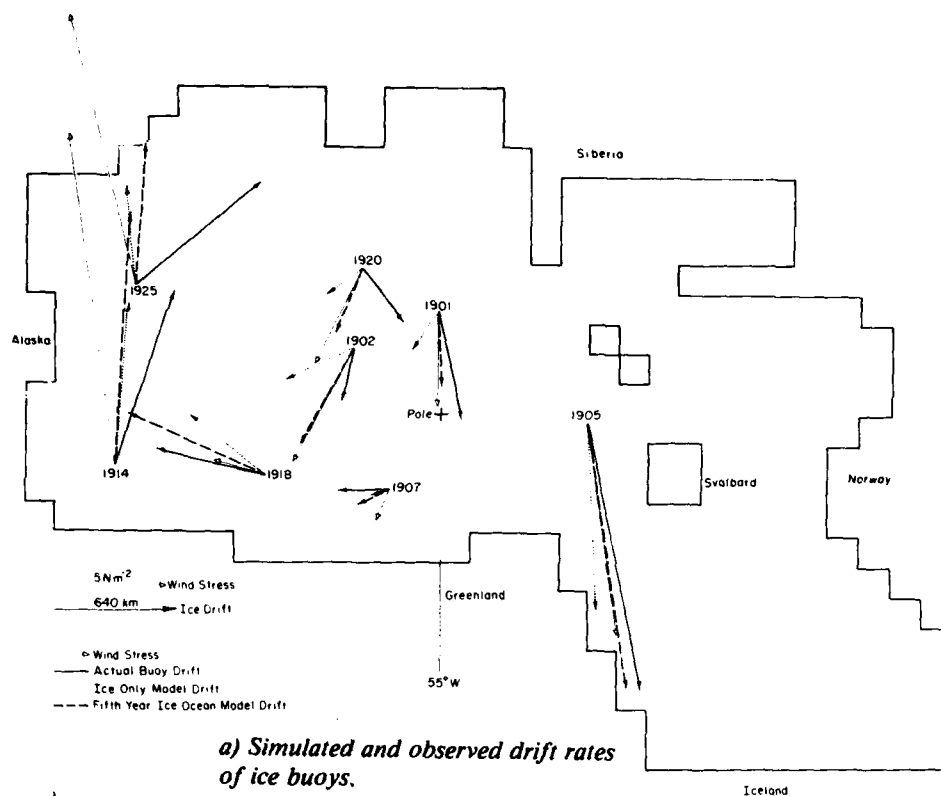 Siberia
1920
1925
1901
Alaska
1902
Pole
1905
1914
1918
1907
Svalbard
Norway
5Nm-2
Wind Stress
640 km
Ice Drift
Greenland
Wind Stress
Actual Buoy Drift
Ice Only Model Drift
Fifth Year Ice Ocean Model Drift
55°W
a) Simulated and observed drift rates
of ice buoys.
Iceland